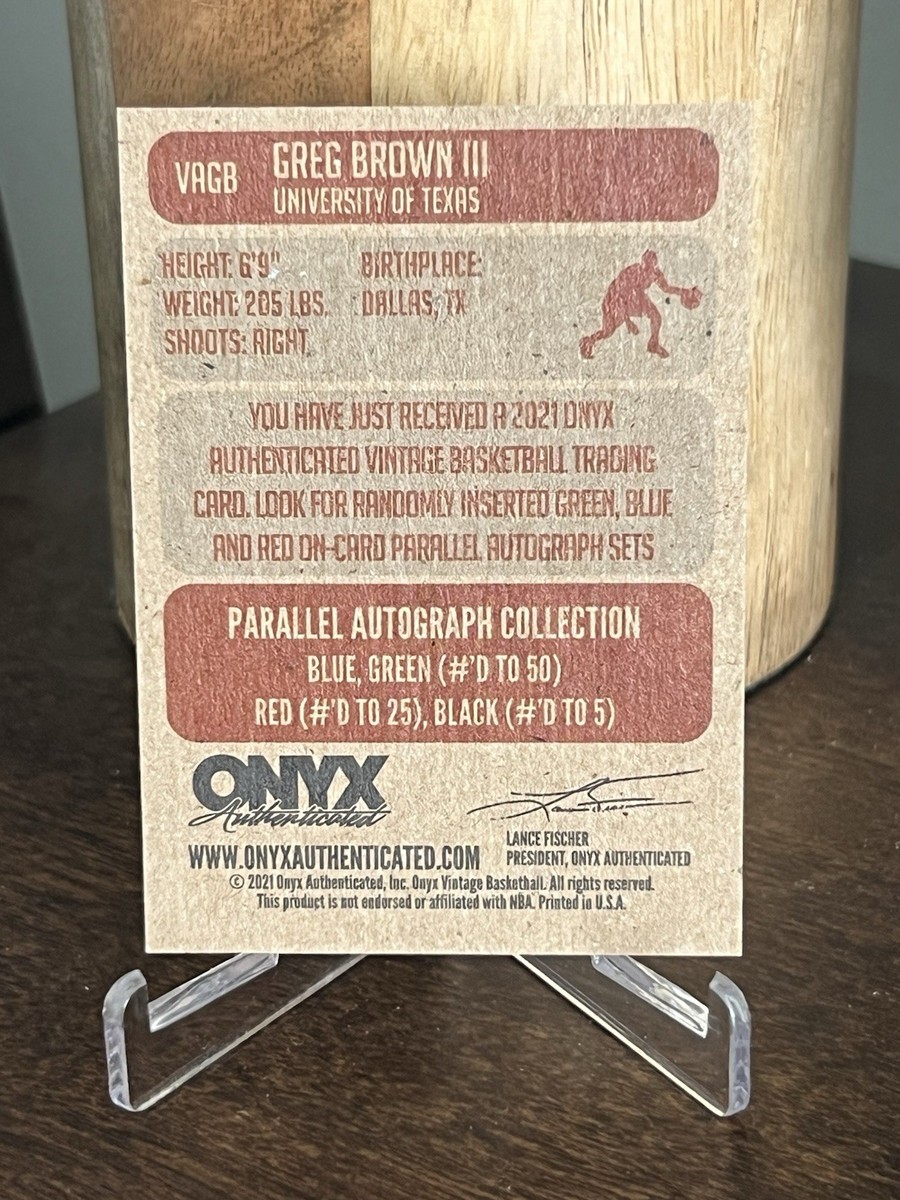 VAGB
GREG BROWN III
UNIVERSITY OF TEXAS
HEIGHT: 6'9"
WEIGHT: 205 LBS.
SHOOTS: RIGHT
BIRTHPLACE:
DALLAS, TX
YOU HAVE JUST RECEIVED A 2021 ONYX
AUTHENTICATED VINTAGE BASKETBALL TRADING
CARD. LOOK FOR RANDOMLY INSERTED GREEN, BLUE
AND RED ON-CARD PARALLEL AUTOGRAPH SETS
PARALLEL AUTOGRAPH COLLECTION
BLUE, GREEN (#'D TO 50)
RED (#'D TO 25), BLACK (#'D TO 5)
ONYX
Authenticated
WWW.ONYXAUTHENTICATED.COM
LANCE FISCHER
PRESIDENT, ONYX AUTHENTICATED
© 2021 Onyx Authenticated, Inc. Onyx Vintage Basketball. All rights reserved.
This product is not endorsed or affiliated with NBA. Printed in U.S.A.